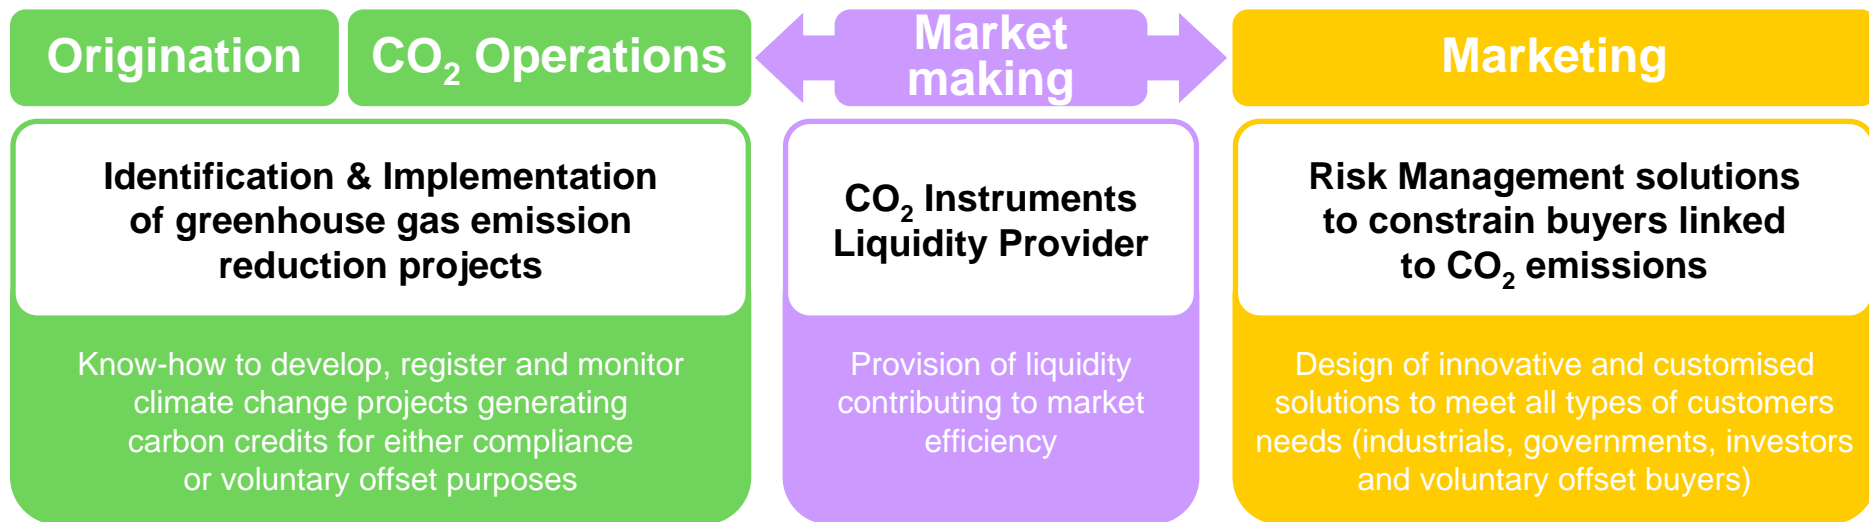 Origination
CO₂ Operations
Market
making
Marketing
Identification & Implementation
of greenhouse gas emission
reduction projects
Know-how to develop, register and monitor
climate change projects generating
carbon credits for either compliance
or voluntary offset purposes
CO₂ Instruments
Liquidity Provider
Provision of liquidity
contributing to market
efficiency
Risk Management solutions
to constrain buyers linked
to CO₂ emissions
Design of innovative and customised
solutions to meet all types of customers
needs (industrials, governments, investors
and voluntary offset buyers)